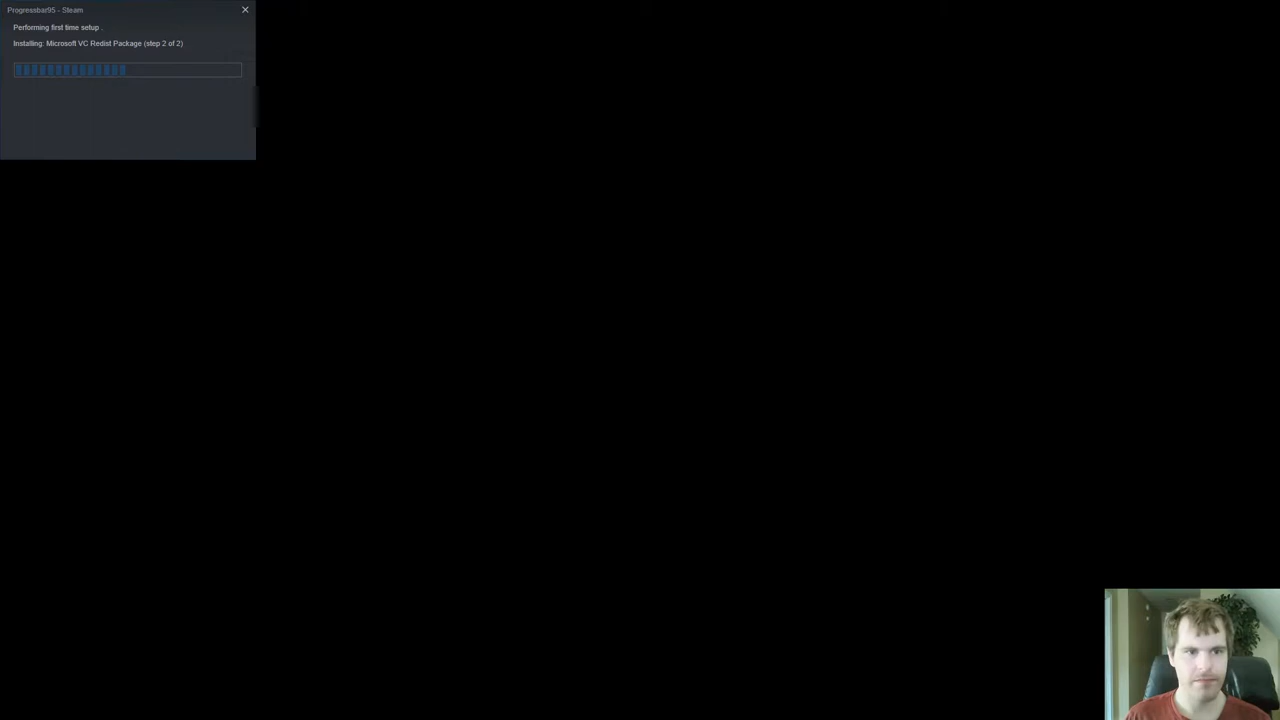 Progressbar95 - Steam
Performing first time setup .
Installing: Microsoft VC Redist Package (step 2 of 2)